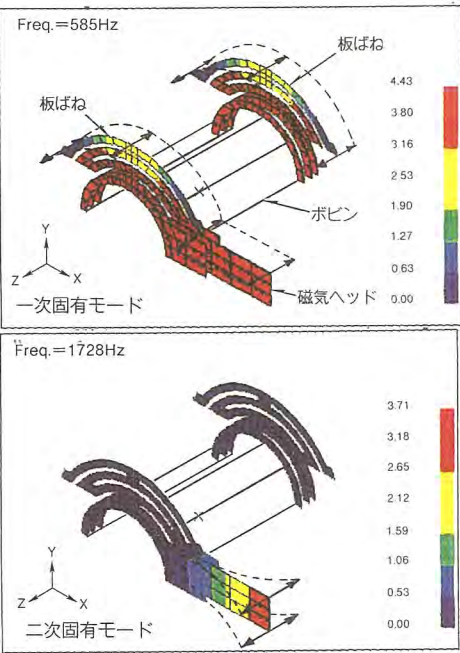 Freq.=585Hz
板ばね
板ばね
4.43
3.80
3.16
2.53
1.90
1.27
0.63
0.00
ボビン
磁気ヘッド
Y
Z
X
一次固有モード
Freq.=1728Hz
3.71
3.18
2.65
2.12
1.59
1.06
0.53
0.00
Y
Z
X
二次固有モード